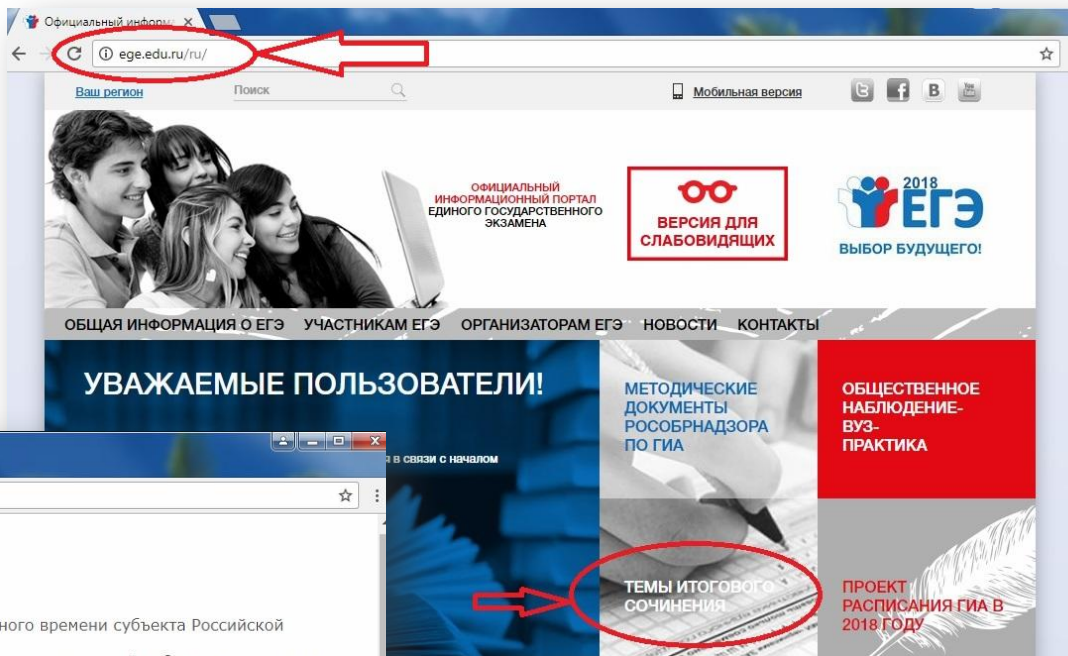 Официальный информ
ege.edu.ru/ru/
Ваш регион
Поиск
Мобильная версия
f
B
You
ОФИЦИАЛЬНЫЙ
ИНФОРМАЦИОННЫЙ ПОРТАЛ
ЕДИНОГО ГОСУДАРСТВЕННОГО
ЭКЗАМЕНА
ВЕРСИЯ ДЛЯ
СЛАБОВИДЯЩИХ
2018
ЕГЭ
ВЫБОР БУДУЩЕГО!
ОБЩАЯ ИНФОРМАЦИЯ О ЕГЭ УЧАСТНИКАМ ЕГЭ ОРГАНИЗАТОРАМ ЕГЭ НОВОСТИ КОНТАКТЫ
УВАЖАЕМЫЕ ПОЛЬЗОВАТЕЛИ!
в связи с началом
МЕТОДИЧЕСКИЕ
ДОКУМЕНТЫ
РОСОБРНАДЗОРА
ПО ГИА
ОБЩЕСТВЕННОЕ
НАБЛЮДЕНИЕ-
ВУЗ-
ПРАКТИКА
ТЕМЫ ИТОГОВОГО
СОЧИНЕНИЯ
ПРОЕКТ
РАСПИСАНИЯ ГИА В
2018 ГОДУ
ного времени субъекта Российской